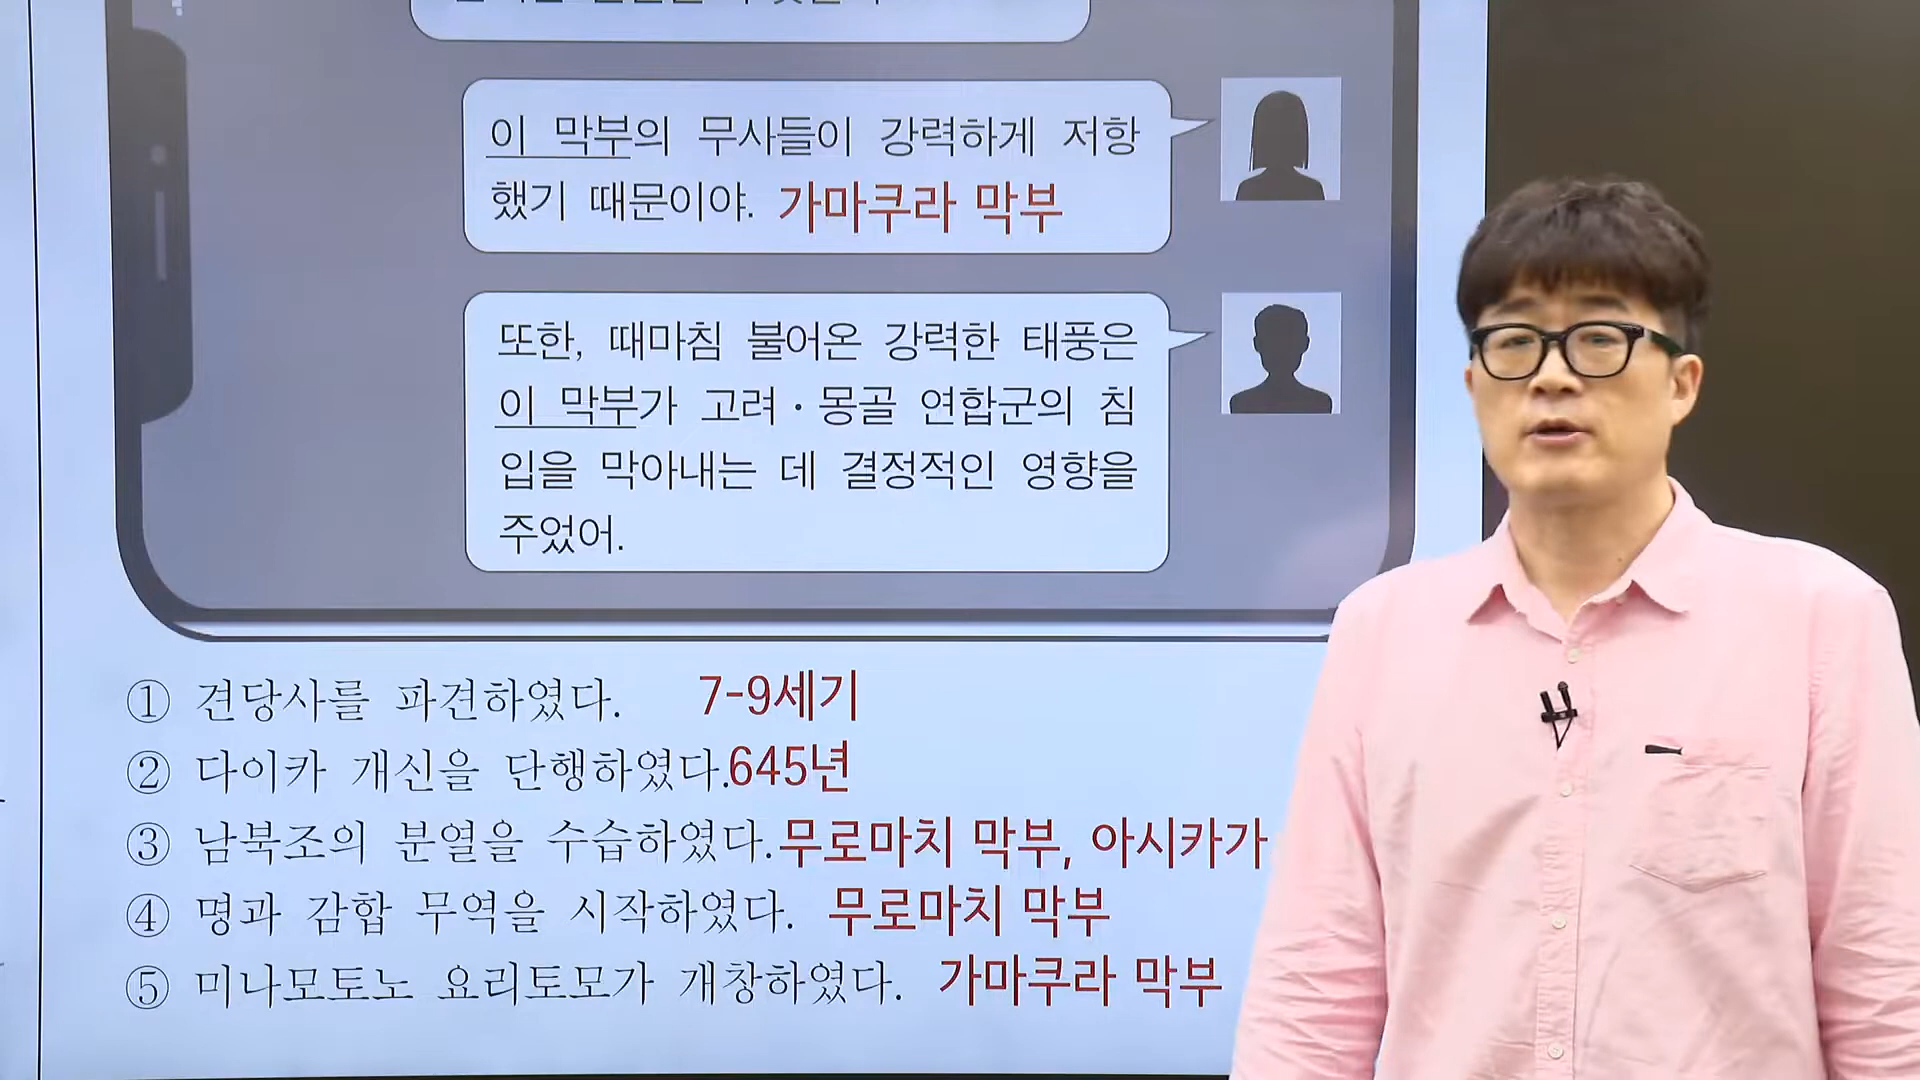 이 막부의 무사들이 강력하게 저항
했기 때문이야. 가마쿠라 막부
또한, 때마침 불어온 강력한 태풍은
이 막부가 고려·몽골 연합군의 침
입을 막아내는 데 결정적인 영향을
주었어.
① 견당사를 파견하였다. 7-9세기
② 다이카 개신을 단행하였다. 645년
③ 남북조의 분열을 수습하였다. 무로마치 막부, 아시카가
④ 명과 감합 무역을 시작하였다. 무로마치 막부
⑤ 미나모토노 요리토모가 개창하였다. 가마쿠라 막부